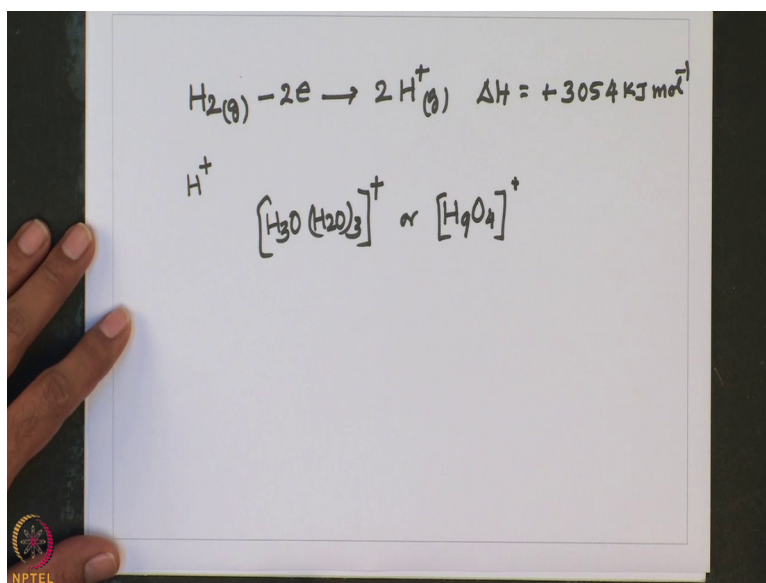 H2(g) - 2e → 2H⁺(g) ΔH = +3054 KJ mol⁻¹
H⁺
[H3O(H2O)3]⁺ or [H9O4]⁺
NPTEL